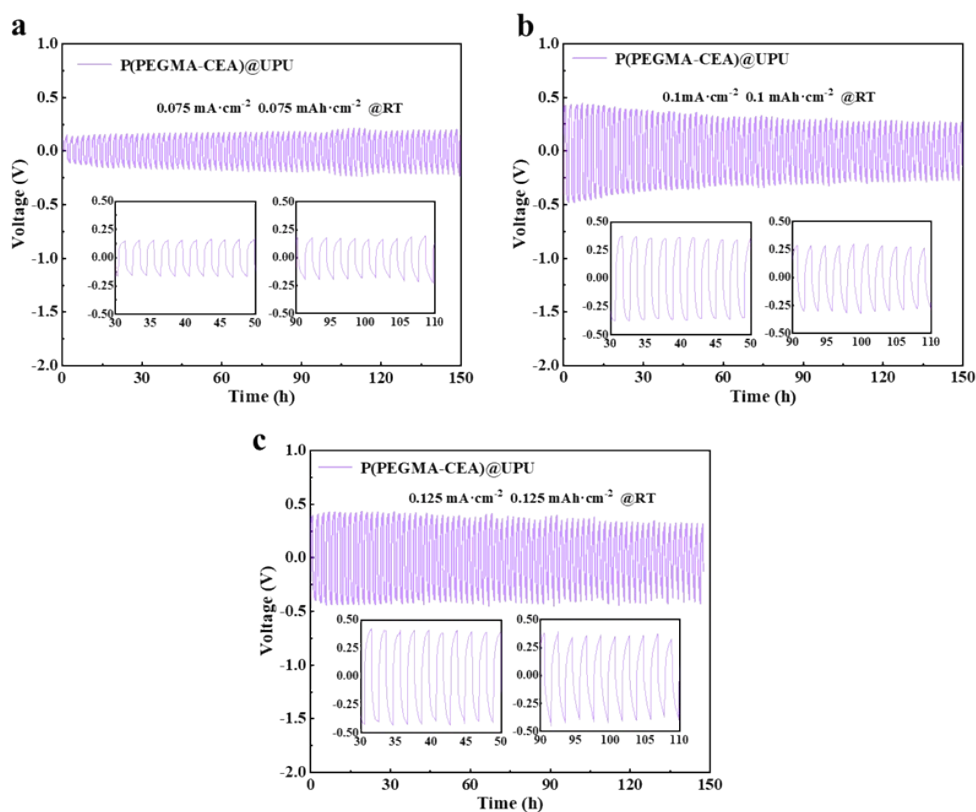 a
1.0
P(PEGMA-CEA)@UPU
0.075 mA·cm⁻² 0.075 mAh·cm⁻² @RT
0.5
0.0
-0.5
-1.0
-1.5
-2.0
Voltage (V)
0.50
0.25
0.00
-0.25
-0.50
30 35 40 45 50
0.50
0.25
0.00
-0.25
-0.50
90 95 100 105 110
0 30 60 90 120 150
Time (h)
b
1.0
P(PEGMA-CEA)@UPU
0.1mA·cm⁻² 0.1 mAh·cm⁻² @RT
0.5
0.0
-0.5
-1.0
-1.5
-2.0
Voltage (V)
0.50
0.25
0.00
-0.25
-0.50
30 35 40 45 50
0.50
0.25
0.00
-0.25
-0.50
90 95 100 105 110
0 30 60 90 120 150
Time (h)
c
1.0
P(PEGMA-CEA)@UPU
0.125 mA·cm⁻² 0.125 mAh·cm⁻² @RT
0.5
0.0
-0.5
-1.0
-1.5
-2.0
Voltage (V)
0.50
0.25
0.00
-0.25
-0.50
30 35 40 45 50
0.50
0.25
0.00
-0.25
-0.50
90 95 100 105 110
0 30 60 90 120 150
Time (h)